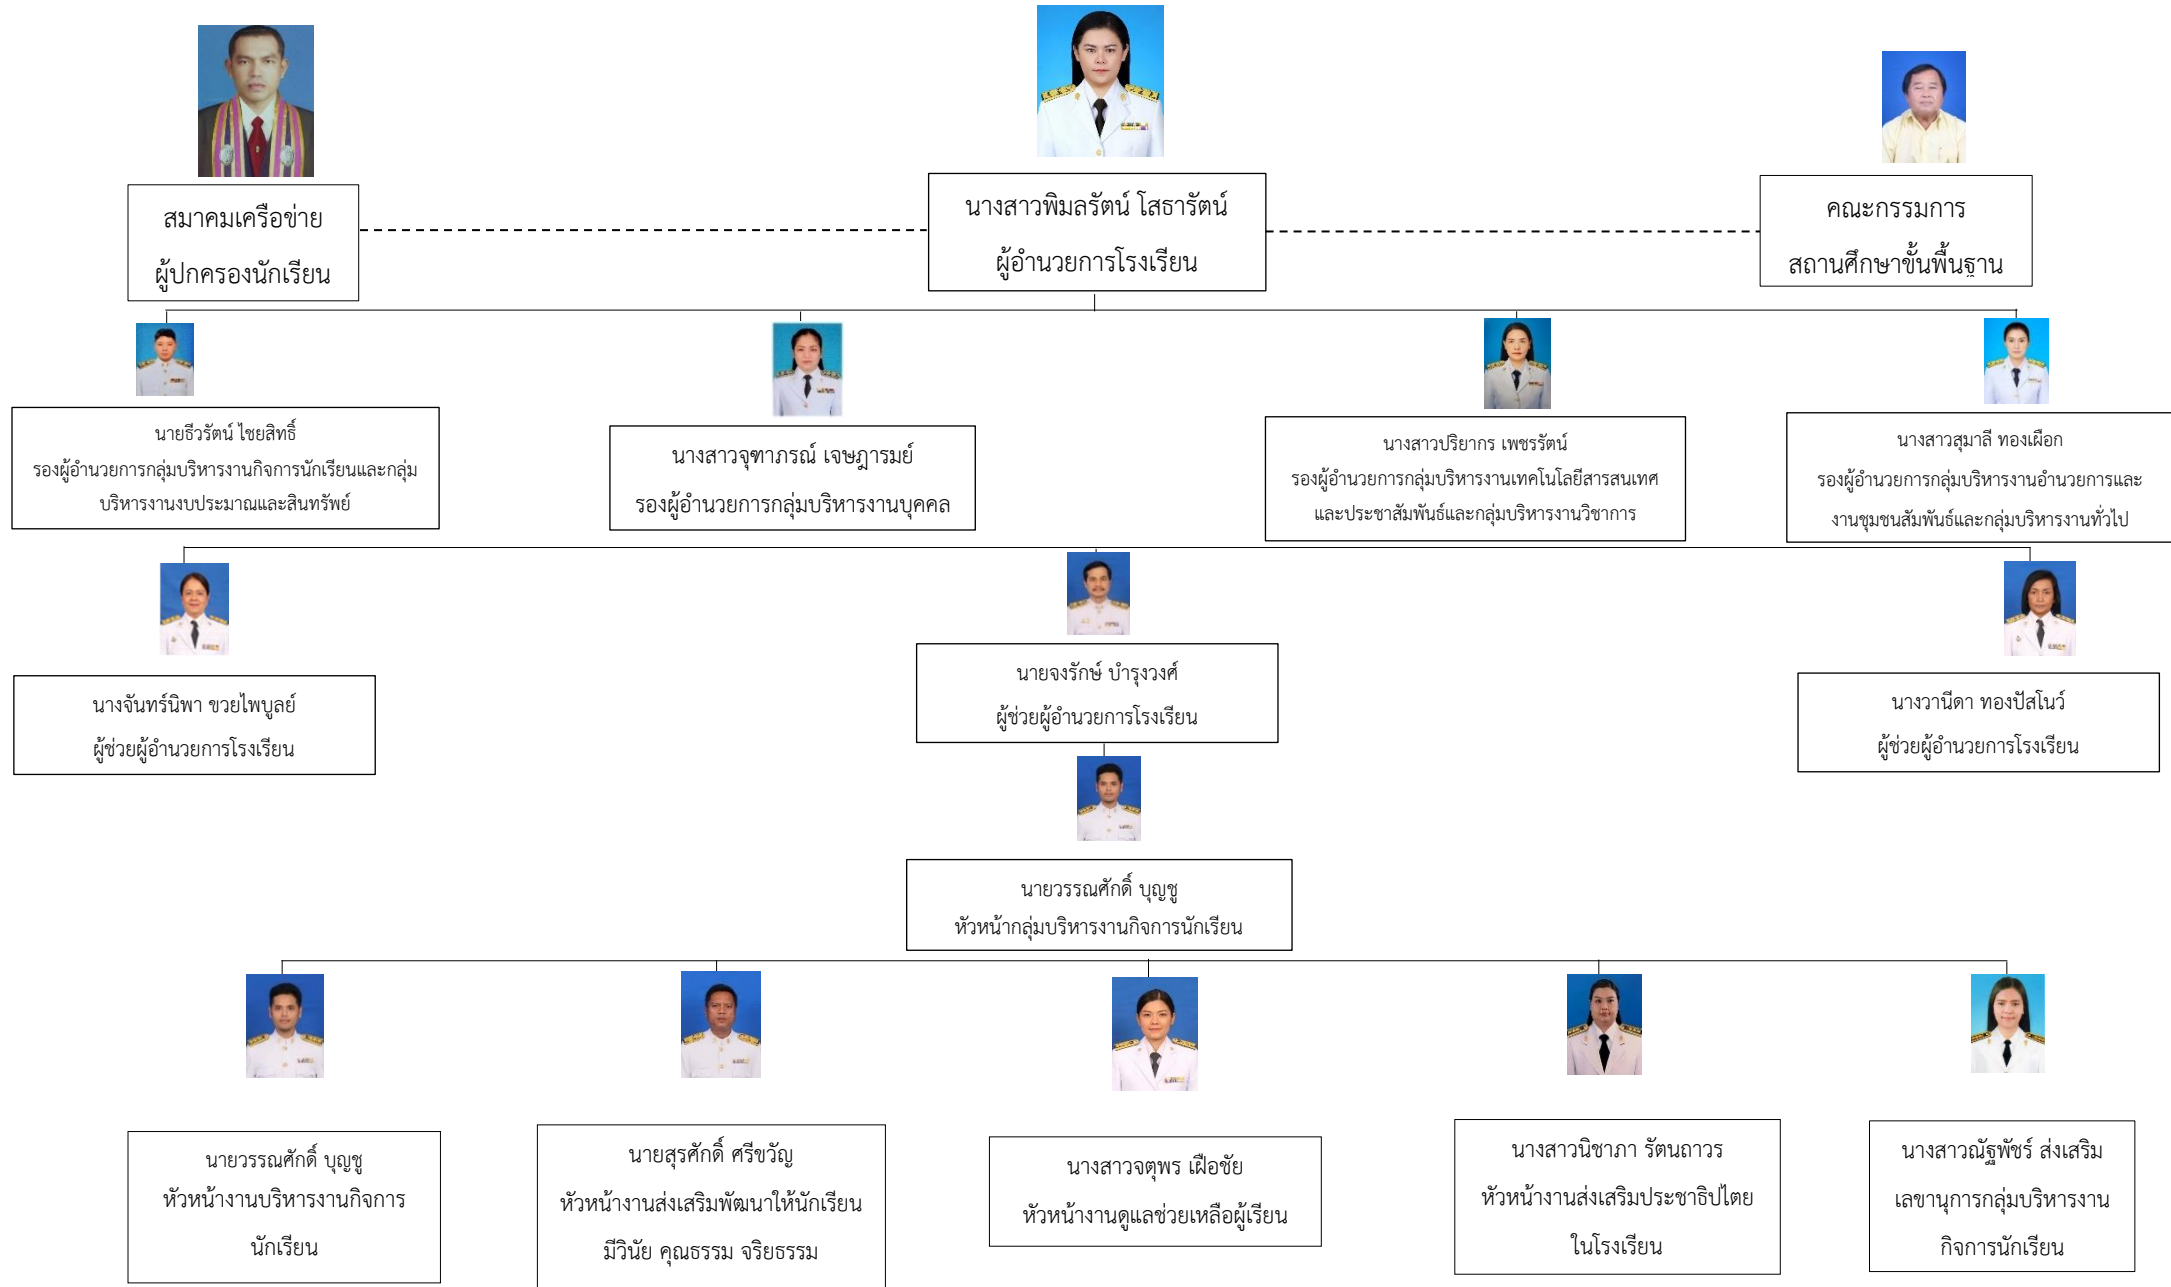 สมาคมเครือข่าย
ผู้ปกครองนักเรียน
นางสาวพิมลรัตน์ โสธารัตน์
ผู้อำนวยการโรงเรียน
คณะกรรมการ
สถานศึกษาขั้นพื้นฐาน
นายธีวรัตน์ ไชยสิทธิ์
รองผู้อำนวยการกลุ่มบริหารงานกิจการนักเรียนและกลุ่ม
บริหารงานงบประมาณและสินทรัพย์
นางสาวจุฑาภรณ์ เจษฎารมย์
รองผู้อำนวยการกลุ่มบริหารงานบุคคล
นางสาวปริยากร เพชรรัตน์
รองผู้อำนวยการกลุ่มบริหารงานเทคโนโลยีสารสนเทศ
และประชาสัมพันธ์และกลุ่มบริหารงานวิชาการ
นางสาวสุมาลี ทองเผือก
รองผู้อำนวยการกลุ่มบริหารงานอำนวยการและ
งานชุมชนสัมพันธ์และกลุ่มบริหารงานทั่วไป
นางจันทร์นิพา ขวยไพบูลย์
ผู้ช่วยผู้อำนวยการโรงเรียน
นายจงรักษ์ บำรุงวงศ์
ผู้ช่วยผู้อำนวยการโรงเรียน
นางวานีดา ทองปัสโนว์
ผู้ช่วยผู้อำนวยการโรงเรียน
นายวรรณศักดิ์ บุญชู
หัวหน้ากลุ่มบริหารงานกิจการนักเรียน
นายวรรณศักดิ์ บุญชู
หัวหน้างานบริหารงานกิจการ
นักเรียน
นายสุรศักดิ์ ศรีขวัญ
หัวหน้างานส่งเสริมพัฒนาให้นักเรียน
มีวินัย คุณธรรม จริยธรรม
นางสาวจตุพร เฝือชัย
หัวหน้างานดูแลช่วยเหลือผู้เรียน
นางสาวนิชาภา รัตนถาวร
หัวหน้างานส่งเสริมประชาธิปไตย
ในโรงเรียน
นางสาวณัฐพัชร์ ส่งเสริม
เลขานุการกลุ่มบริหารงาน
กิจการนักเรียน